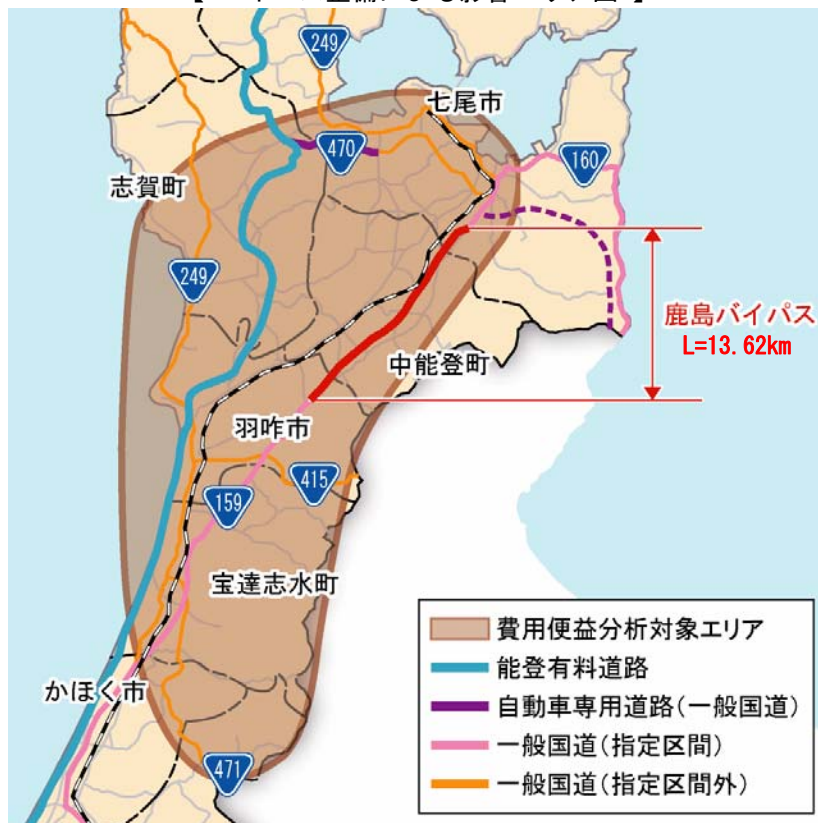 249
七尾市
470
160
志賀町
249
鹿島バイパス
L=13.62km
中能登町
羽咋市
415
159
宝達志水町
かほく市
471
費用便益分析対象エリア
能登有料道路
自動車専用道路(一般国道)
一般国道(指定区間)
一般国道(指定区間外)